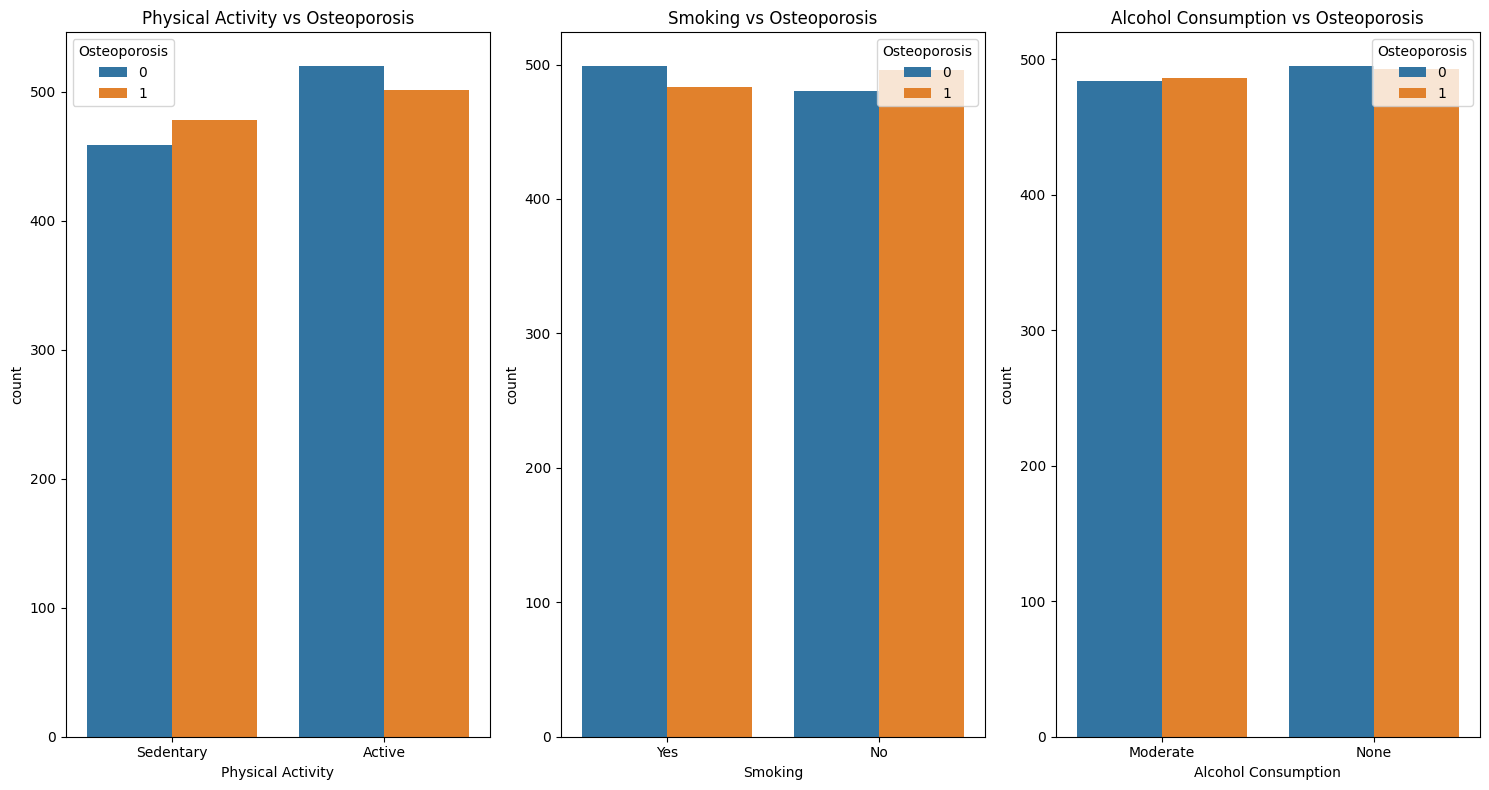 Physical Activity vs Osteoporosis
Osteoporosis
0
1
500
400
300
200
100
0
count
Sedentary
Active
Physical Activity
Smoking vs Osteoporosis
Osteoporosis
0
1
500
400
300
200
100
0
count
Yes
No
Smoking
Alcohol Consumption vs Osteoporosis
Osteoporosis
0
1
500
400
300
200
100
0
count
Moderate
None
Alcohol Consumption